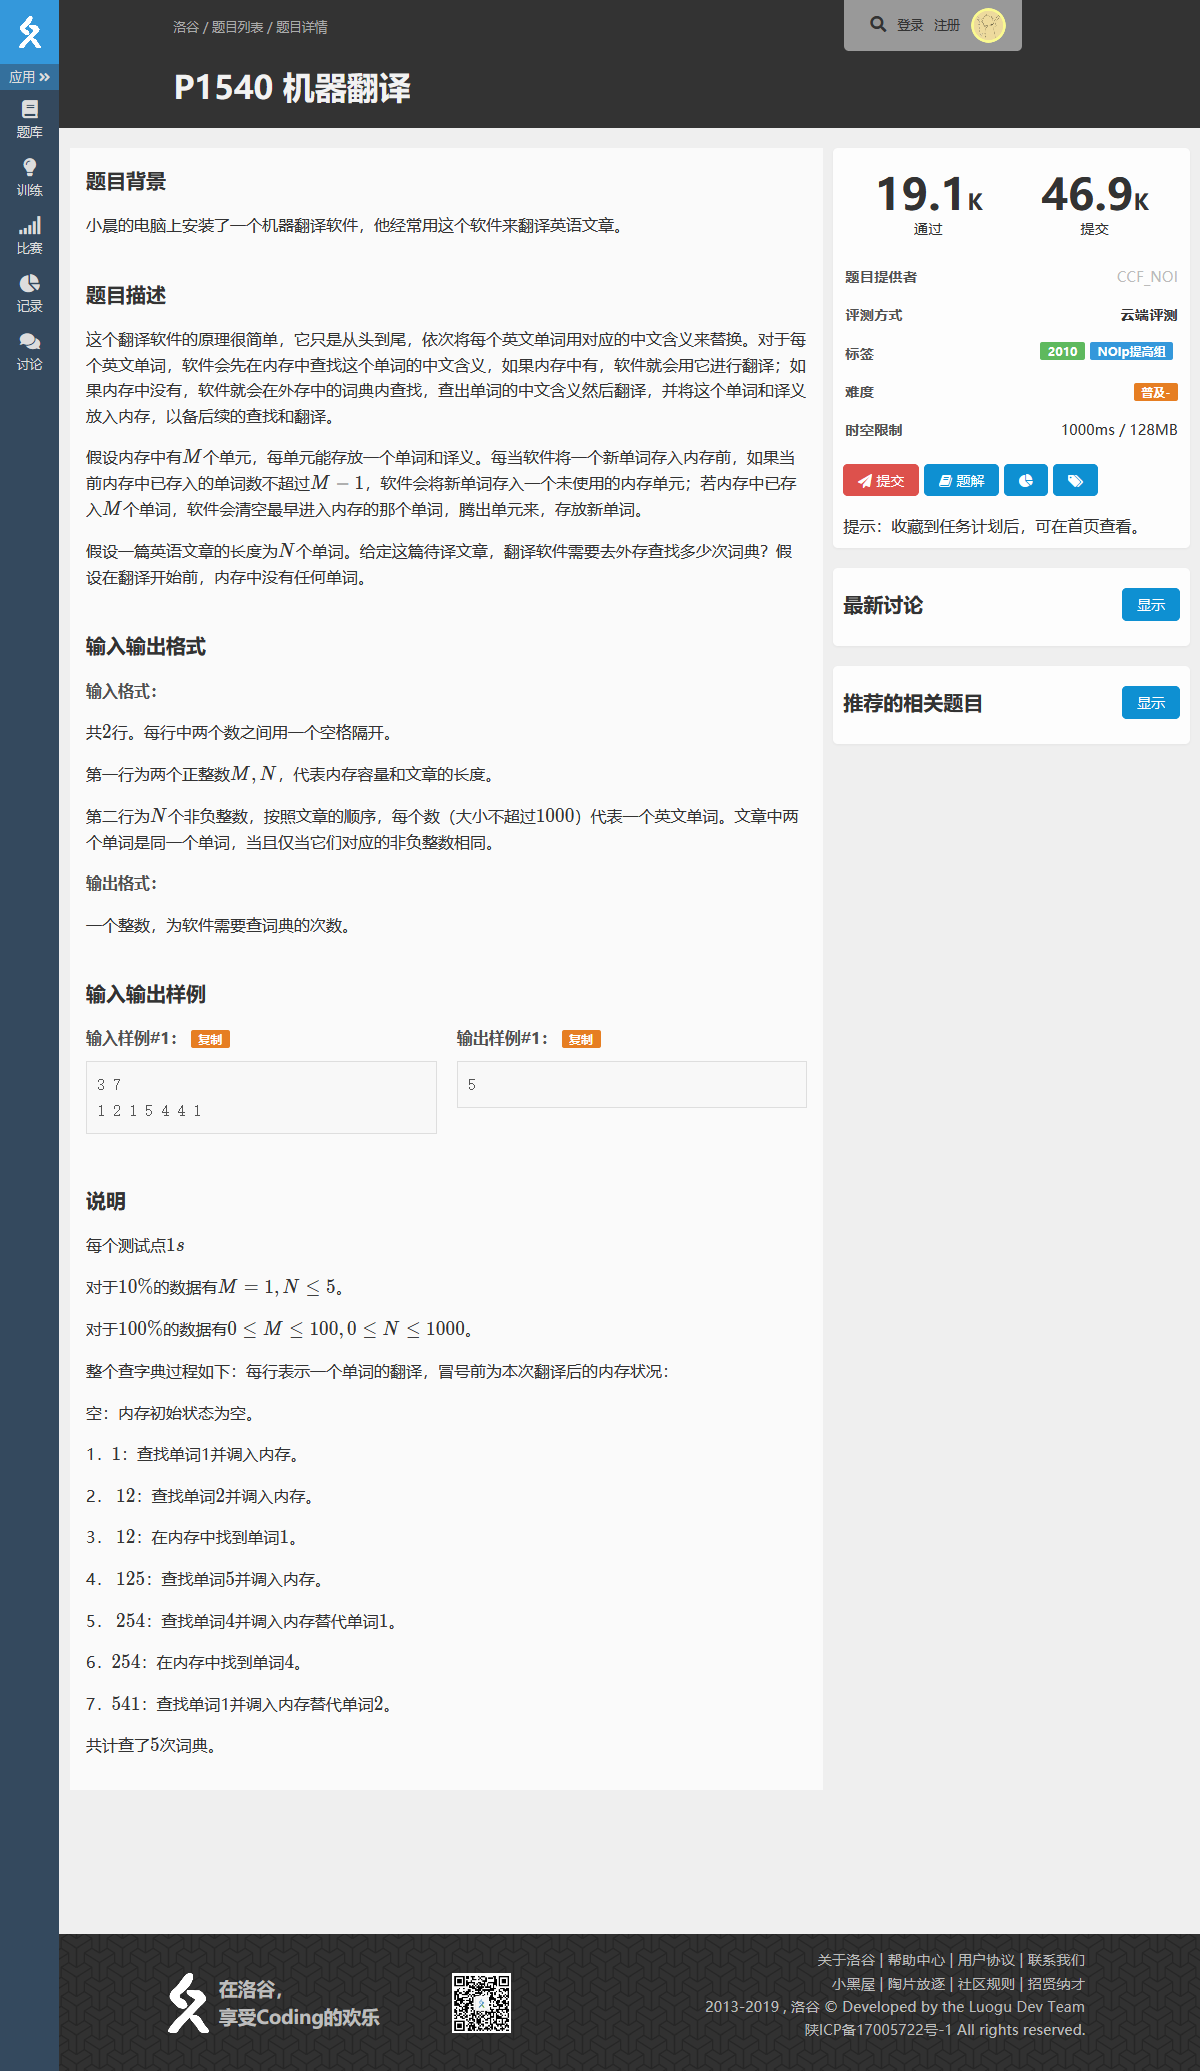 洛谷 / 题目列表 / 题目详情
登录 注册
P1540 机器翻译
应用
题库
训练
比赛
记录
讨论
题目背景
小晨的电脑上安装了一个机器翻译软件，他经常用这个软件来翻译英语文章。
题目描述
这个翻译软件的原理很简单，它只是从头到尾，依次将每个英文单词用对应的中文含义来替换。对于每
个英文单词，软件会先在内存中查找这个单词的中文含义，如果内存中有，软件就会用它进行翻译；如
果内存中没有，软件就会在外存中的词典内查找，查出单词的中文含义然后翻译，并将这个单词和译义
放入内存，以备后续的查找和翻译。
假设内存中有M个单元，每单元能存放一个单词和译义。每当软件将一个新单词存入内存前，如果当
前内存中已存入的单词数不超过M − 1，软件会将新单词存入一个未使用的内存单元；若内存中已存
入M个单词，软件会清空最早进入内存的那个单词，腾出单元来，存放新单词。
假设一篇英语文章的长度为N个单词。给定这篇待译文章，翻译软件需要去外存查找多少次词典？假
设在翻译开始前，内存中没有任何单词。
输入输出格式
输入格式：
共2行。每行中两个数之间用一个空格隔开。
第一行为两个正整数M, N，代表内存容量和文章的长度。
第二行为N个非负整数，按照文章的顺序，每个数（大小不超过1000）代表一个英文单词。文章中两
个单词是同一个单词，当且仅当它们对应的非负整数相同。
输出格式：
一个整数，为软件需要查词典的次数。
输入输出样例
输入样例#1： 复制
3 7
1 2 1 5 4 4 1
输出样例#1： 复制
5
说明
每个测试点1s
对于10%的数据有M = 1, N ≤ 5。
对于100%的数据有0 ≤ M ≤ 100, 0 ≤ N ≤ 1000。
整个查字典过程如下：每行表示一个单词的翻译，冒号前为本次翻译后的内存状况：
空：内存初始状态为空。
1．1：查找单词1并调入内存。
2． 12：查找单词2并调入内存。
3． 12：在内存中找到单词1。
4． 125：查找单词5并调入内存。
5． 254：查找单词4并调入内存替代单词1。
6．254：在内存中找到单词4。
7．541：查找单词1并调入内存替代单词2。
共计查了5次词典。
19.1K 46.9K
通过 提交
题目提供者 CCF_NOI
评测方式 云端评测
标签 2010 NOIp提高组
难度 普及-
时空限制 1000ms / 128MB
提交 题解
提示：收藏到任务计划后，可在首页查看。
最新讨论 显示
推荐的相关题目 显示
在洛谷，
享受Coding的欢乐
关于洛谷 | 帮助中心 | 用户协议 | 联系我们
小黑屋 | 陶片放逐 | 社区规则 | 招贤纳才
2013-2019 , 洛谷 © Developed by the Luogu Dev Team
陕ICP备17005722号-1 All rights reserved.